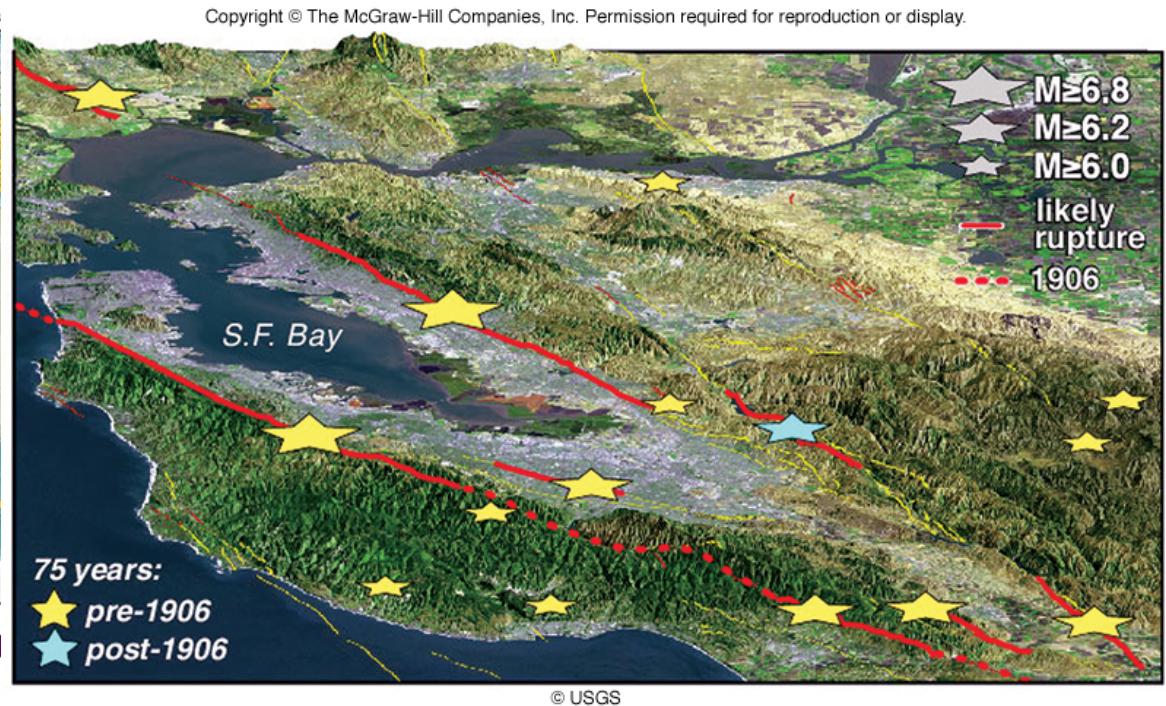 Copyright © The McGraw-Hill Companies, Inc. Permission required for reproduction or display.
M≥6.8
M≥6.2
M≥6.0
likely
rupture
1906
S.F. Bay
75 years:
pre-1906
post-1906
© USGS